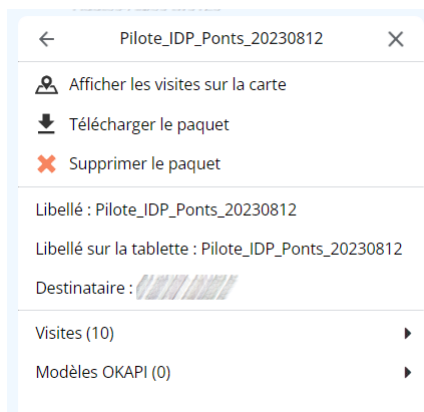 Pilote_IDP_Ponts_20230812
Afficher les visites sur la carte
Télécharger le paquet
Supprimer le paquet
Libellé : Pilote_IDP_Ponts_20230812
Libellé sur la tablette : Pilote_IDP_Ponts_20230812
Destinataire :
Visites (10)
Modèles OKAPI (0)